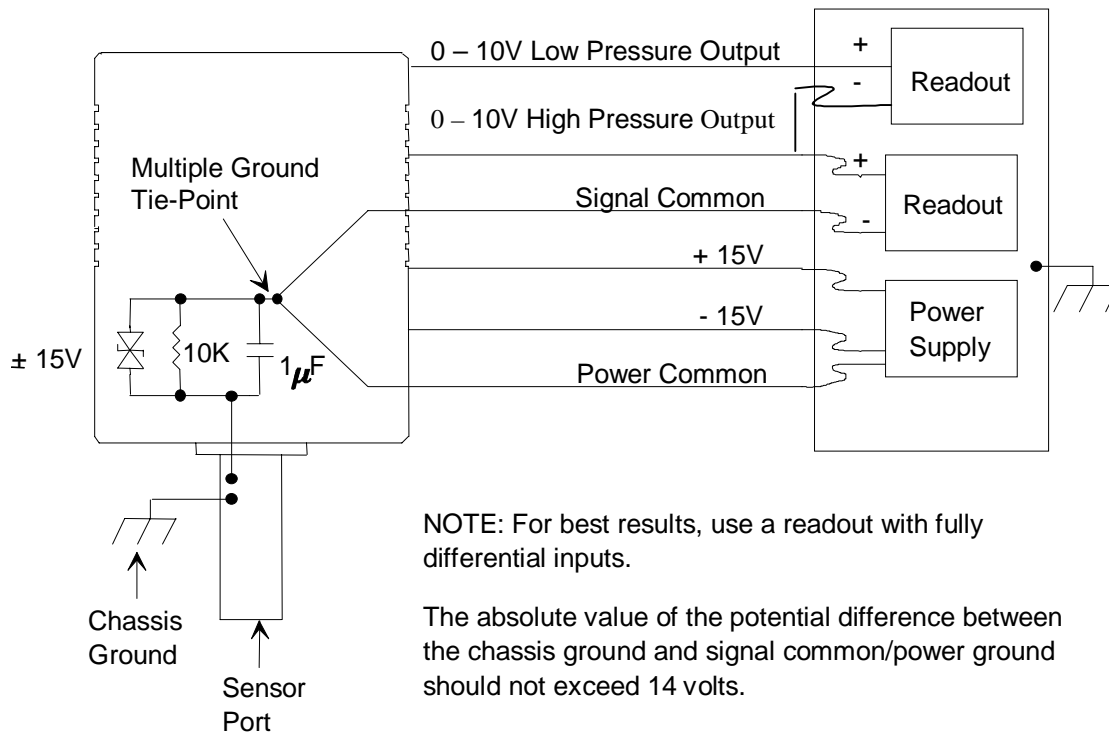 0 – 10V Low Pressure Output
+
-
Readout
0 – 10V High Pressure Output
Multiple Ground
Tie-Point
+
-
Readout
Signal Common
+ 15V
- 15V
Power
Supply
Power Common
± 15V
10K
1µF
NOTE: For best results, use a readout with fully
differential inputs.
The absolute value of the potential difference between
the chassis ground and signal common/power ground
should not exceed 14 volts.
Chassis
Ground
Sensor
Port